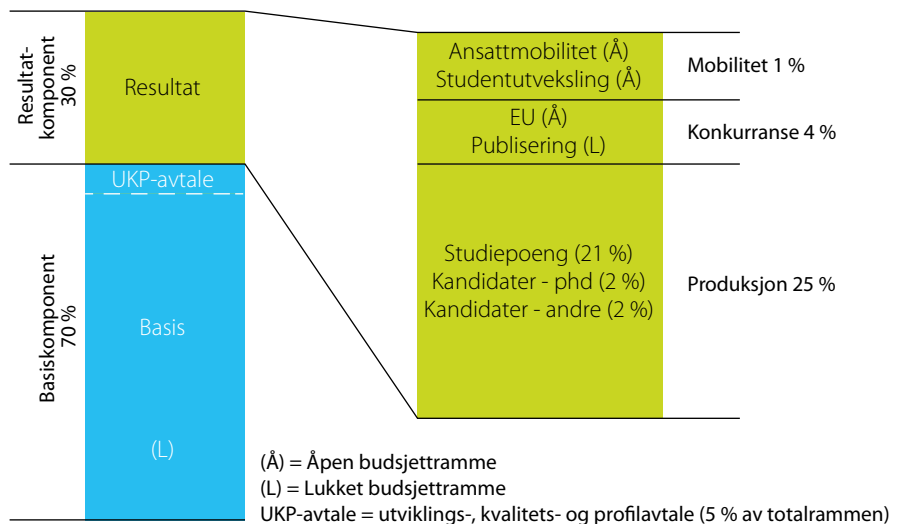 Resultat-
komponent
30 %
Resultat
Basiskomponent
70 %
UKP-avtale
Basis
(L)
Ansattmobilitet (Å)
Studentutveksling (Å)
Mobilitet 1 %
EU (Å)
Publisering (L)
Konkurranse 4 %
Studiepoeng (21 %)
Kandidater - phd (2 %)
Kandidater - andre (2 %)
Produksjon 25 %
(Å) = Åpen budsjettramme
(L) = Lukket budsjettramme
UKP-avtale = utviklings-, kvalitets- og profilavtale (5 % av totalrammen)